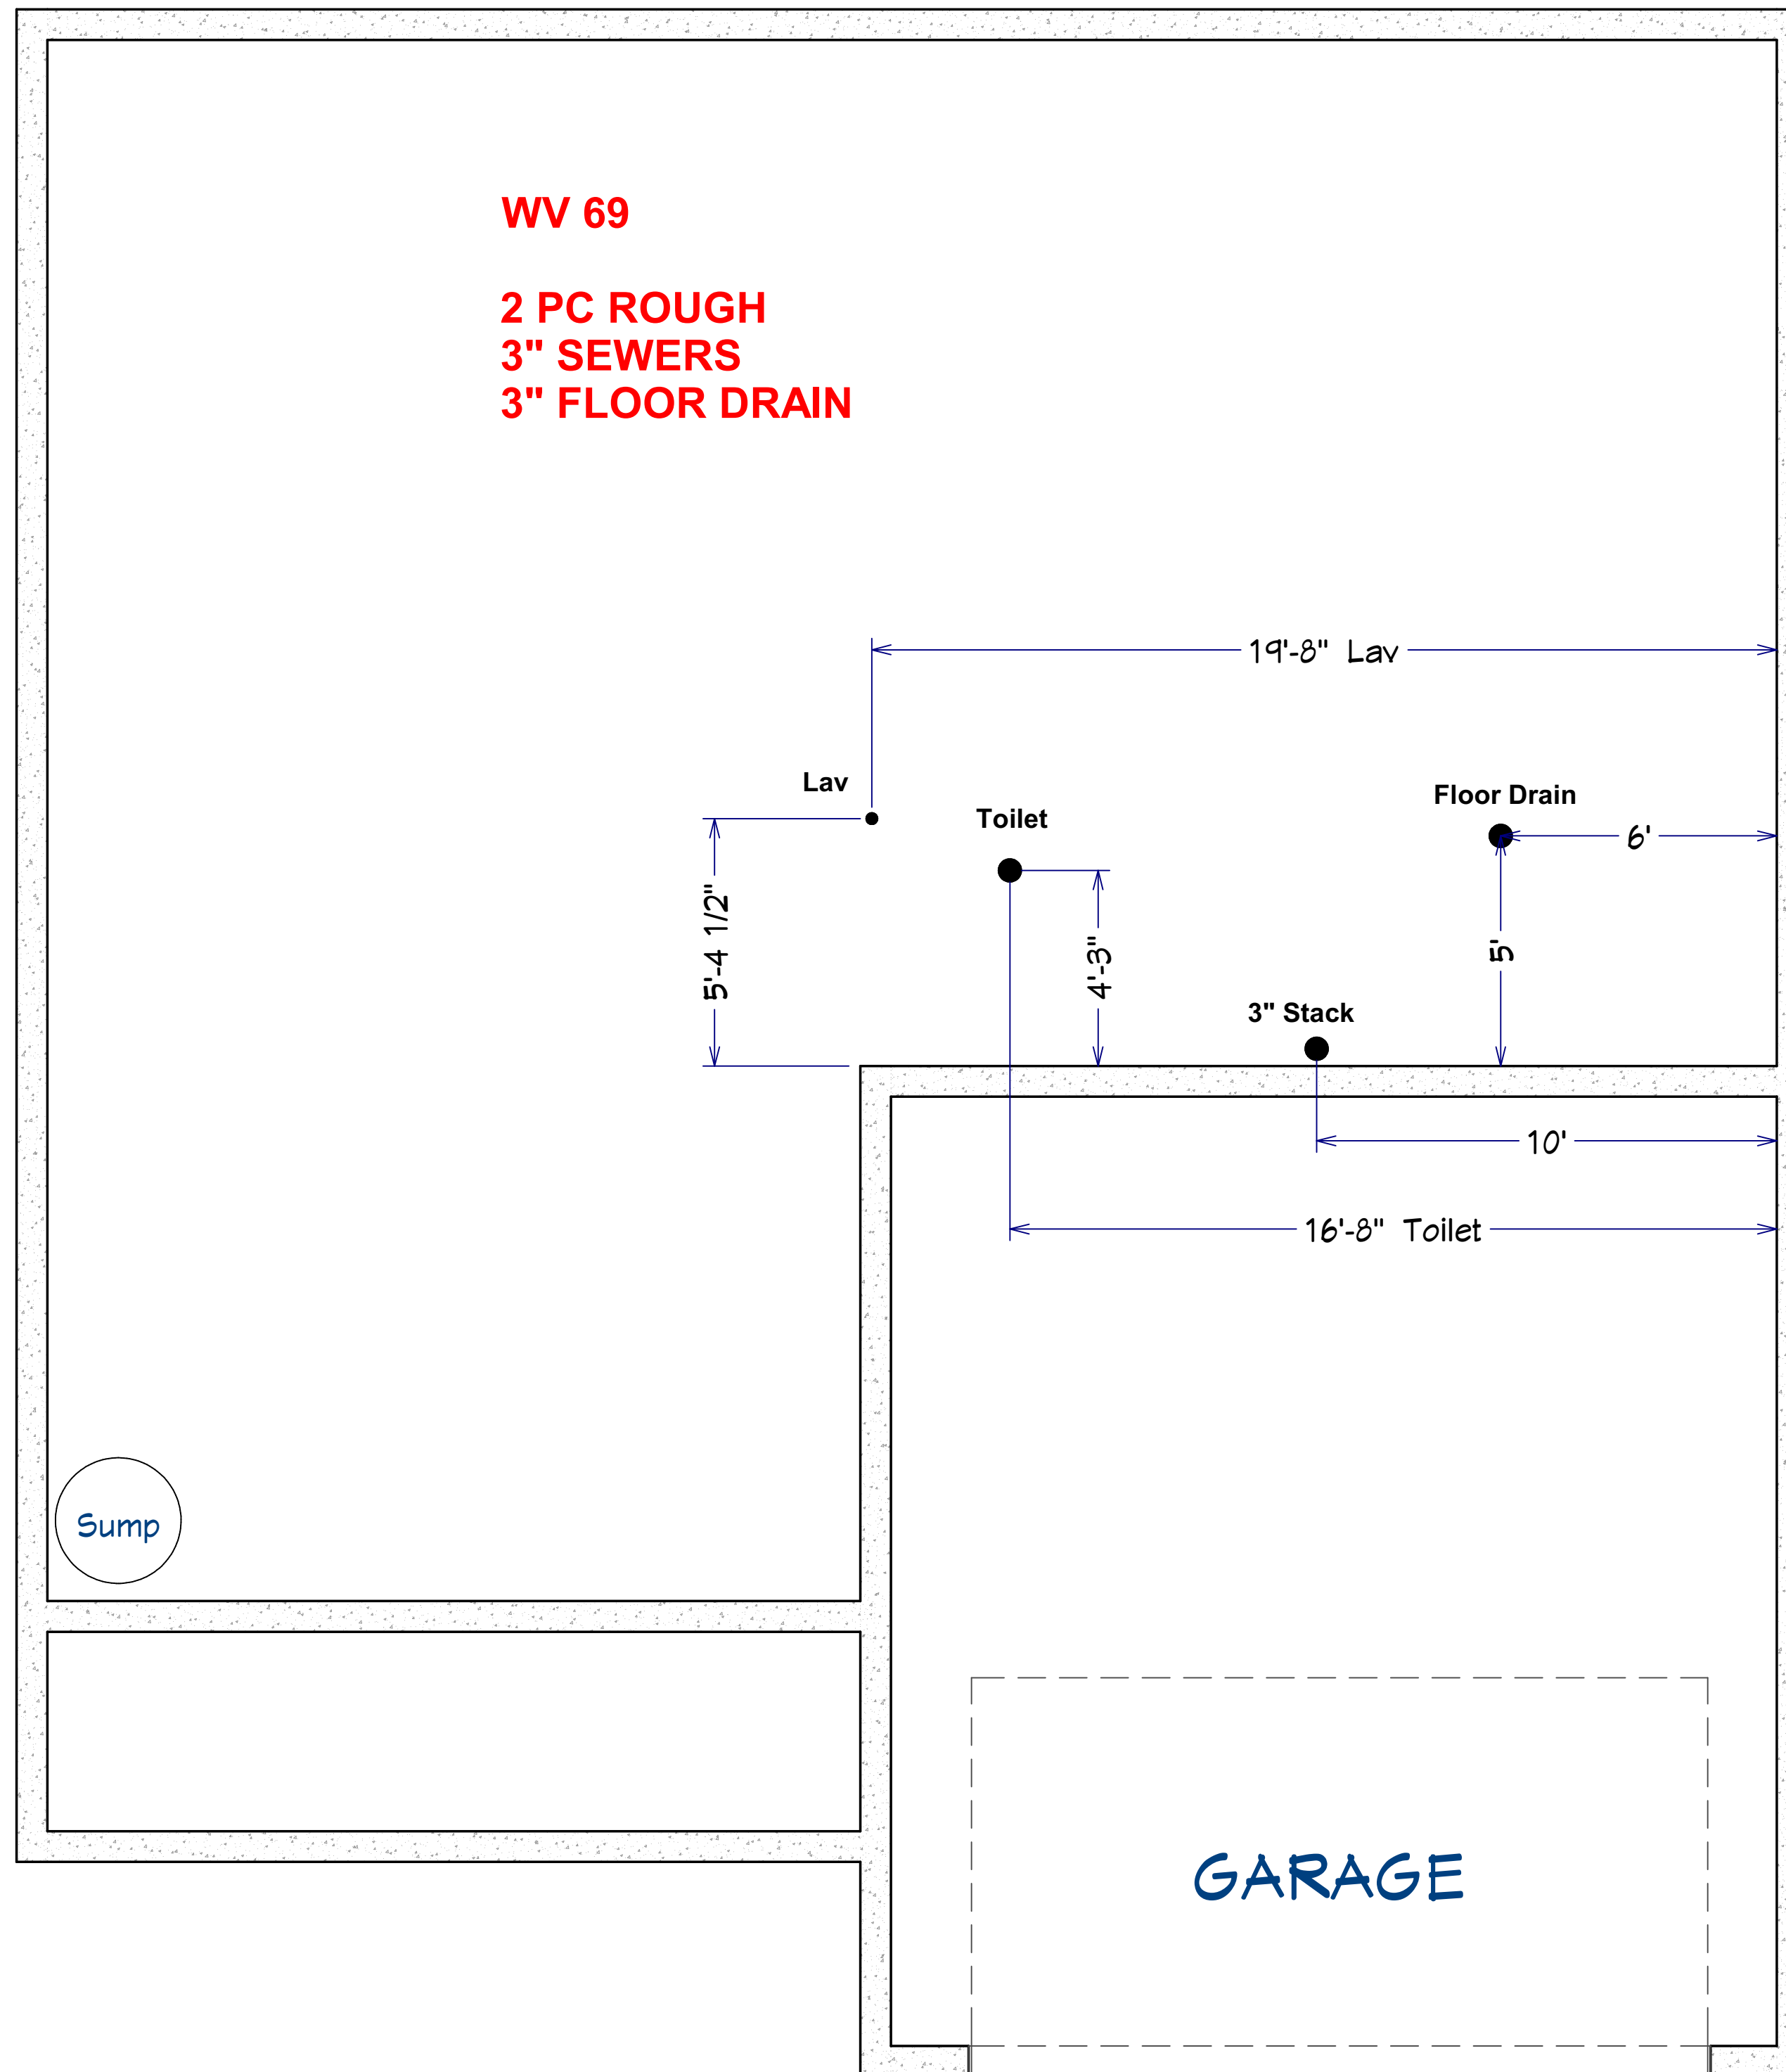 WV 69
2 PC ROUGH
3" SEWERS
3" FLOOR DRAIN
19'-8" Lav
Lav
Toilet
Floor Drain
6'
5'-4 1/2"
4'-3"
5'
3" Stack
10'
16'-8" Toilet
Sump
GARAGE